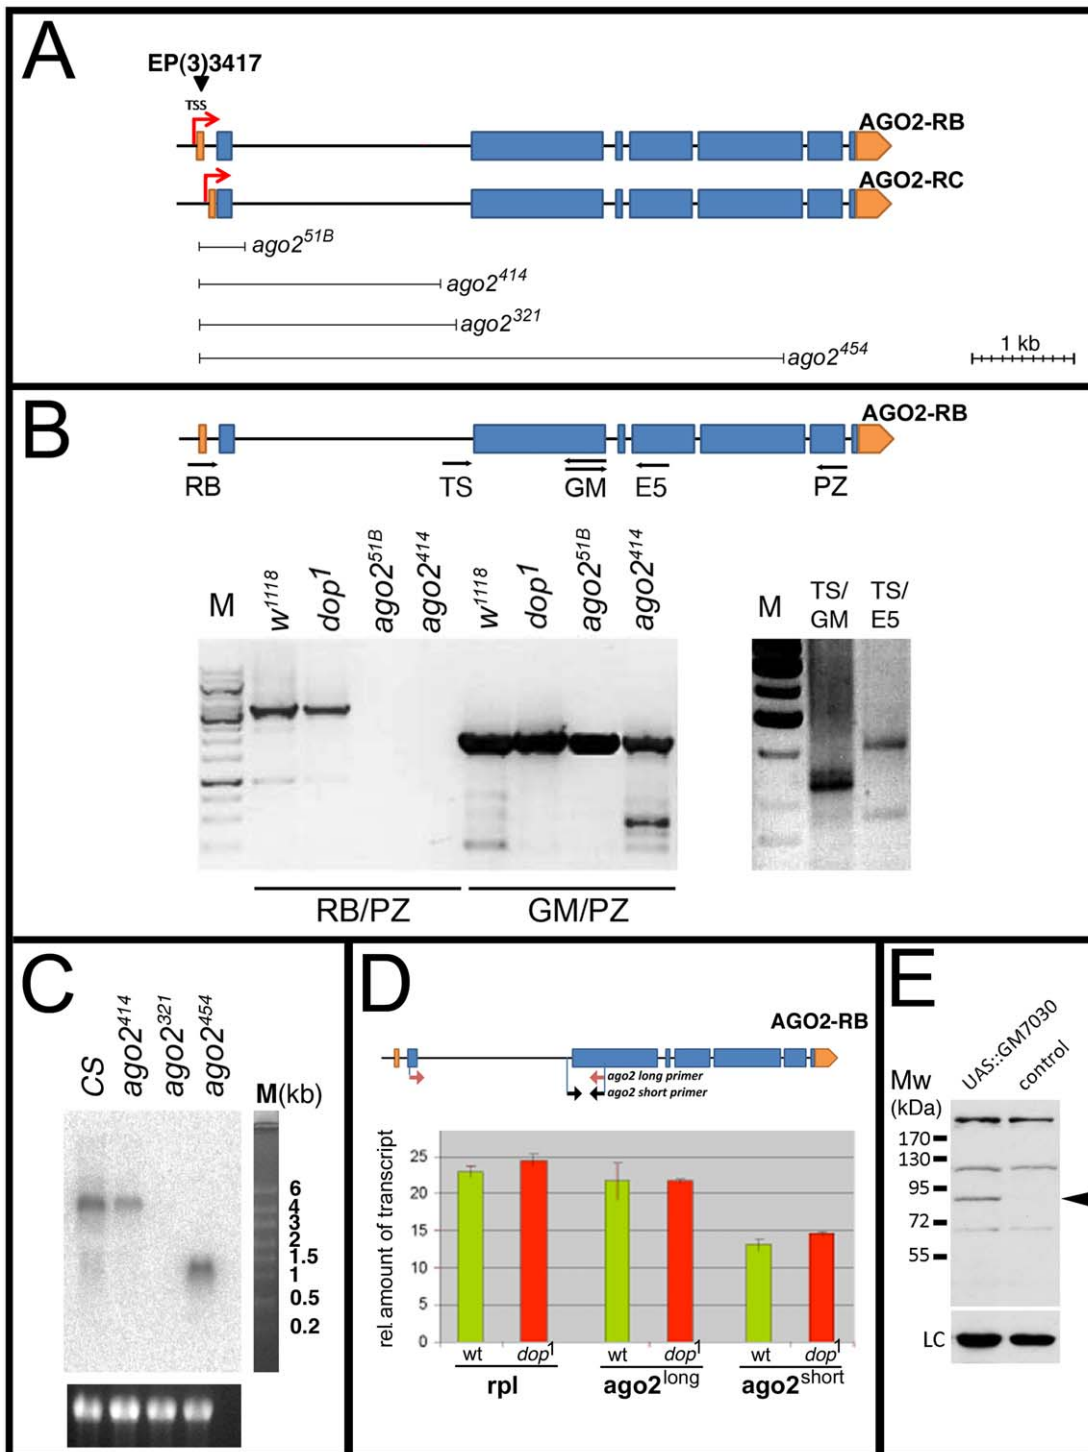 A
EP(3)3417
TSS
AGO2-RB
AGO2-RC
ago2^51B
ago2^414
ago2^321
ago2^454
1 kb
B
AGO2-RB
RB
TS
GM
E5
PZ
M
w^1118
dop^1
ago2^51B
ago2^414
w^1118
dop^1
ago2^51B
ago2^414
M
TS/
GM
TS/
E5
RB/PZ
GM/PZ
C
CS
ago2^414
ago2^321
ago2^454
M(kb)
6
4
3
2
1.5
1
0.5
0.2
D
AGO2-RB
ago2 long primer
ago2 short primer
rel.amount of transcript
25
20
15
10
5
0
wt
dop^1
wt
dop^1
wt
dop^1
rpl
ago2^long
ago2^short
E
UAS::GM7030
control
Mw
(kDa)
170
130
95
72
55
LC